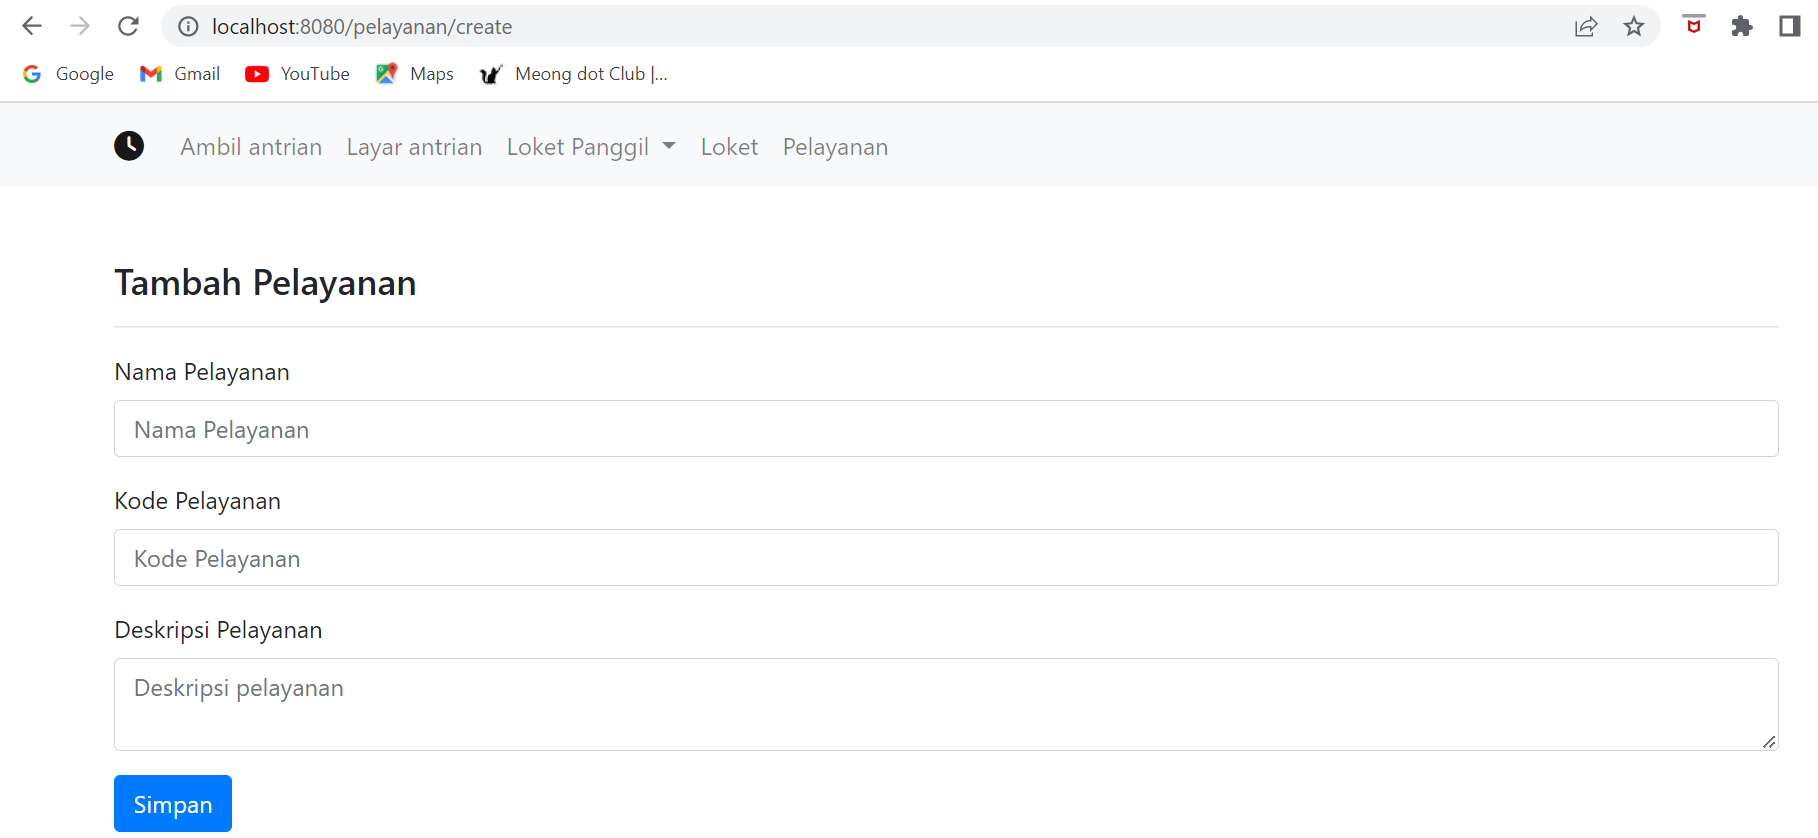 localhost:8080/pelayanan/create
Google Gmail YouTube Maps Meong dot Club |...
Ambil antrian Layar antrian Loket Panggil Loket Pelayanan
Tambah Pelayanan
Nama Pelayanan
Nama Pelayanan
Kode Pelayanan
Kode Pelayanan
Deskripsi Pelayanan
Deskripsi pelayanan
Simpan